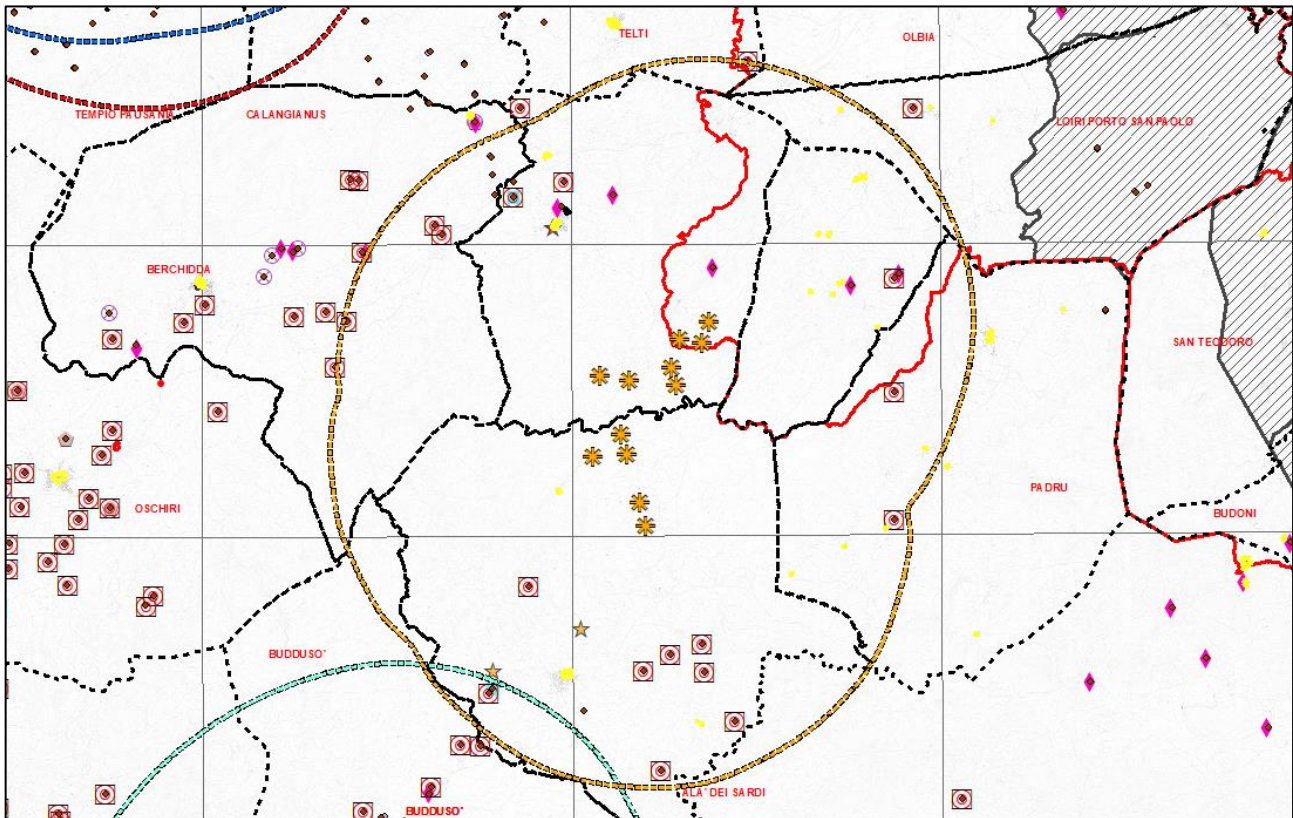 TELTI
OLBIA
TEMPIO PAUSANIA
CALANGIANUS
LOIRI PORTO SAN PAOLO
BERCHIDDA
SAN TEODORO
6
OSCHIRI
PADRU
BUDONI
BUDDUSO'
ALA' DEI SARDI
BUDDUSO'